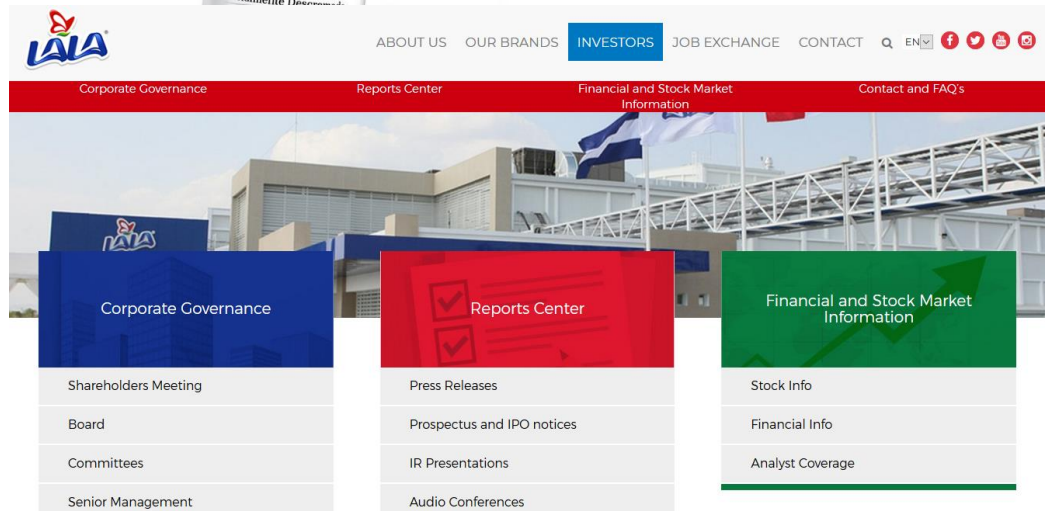 LALA
ABOUT US OUR BRANDS INVESTORS JOB EXCHANGE CONTACT EN
Corporate Governance Reports Center Financial and Stock Market Contact and FAQ's
Information
LALA
Corporate Governance
Shareholders Meeting
Board
Committees
Senior Management
Reports Center
Press Releases
Prospectus and IPO notices
IR Presentations
Audio Conferences
Financial and Stock Market
Information
Stock Info
Financial Info
Analyst Coverage